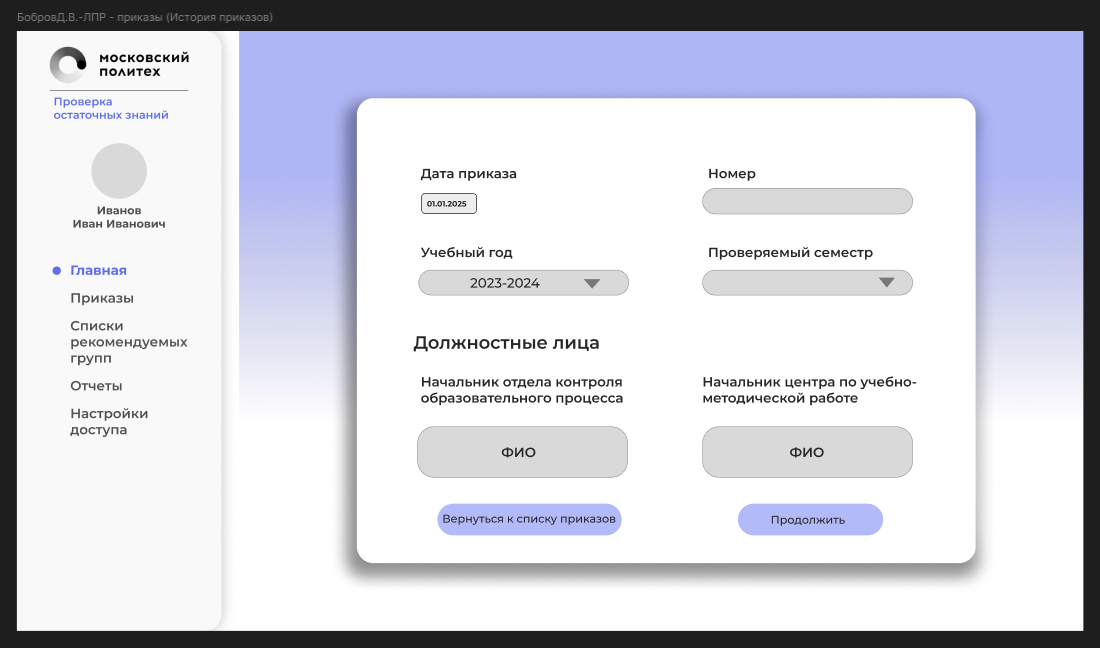 БобровД.В.-ЛПР - приказы (История приказов)
московский
политех
Проверка
остаточных знаний
Иванов
Иван Иванович
Главная
Приказы
Списки
рекомендуемых
групп
Отчеты
Настройки
доступа
Дата приказа
Номер
01.01.2025
Учебный год
Проверяемый семестр
2023-2024
Должностные лица
Начальник отдела контроля
образовательного процесса
Начальник центра по учебно-
методической работе
ФИО
ФИО
Вернуться к списку приказов
Продолжить